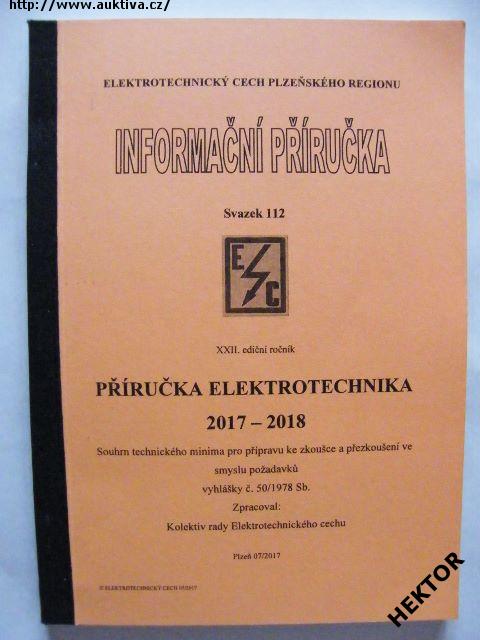 http://www.auktiva.cz/
ELEKTROTECHNICKÝ CECH PLZEŇSKÉHO REGIONU
INFORMAČNÍ PŘÍRUČKA
Svazek 112
E
C
XXII. ediční ročník
PŘÍRUČKA ELEKTROTECHNIKA
2017 – 2018
Souhrn technického minima pro přípravu ke zkoušce a přezkoušení ve
smyslu požadavků
vyhlášky č. 50/1978 Sb.
Zpracoval:
Kolektiv rady Elektrotechnického cechu
Plzeň 07/2017
© ELEKTROTECHNICKÝ CECH
HEKTOR